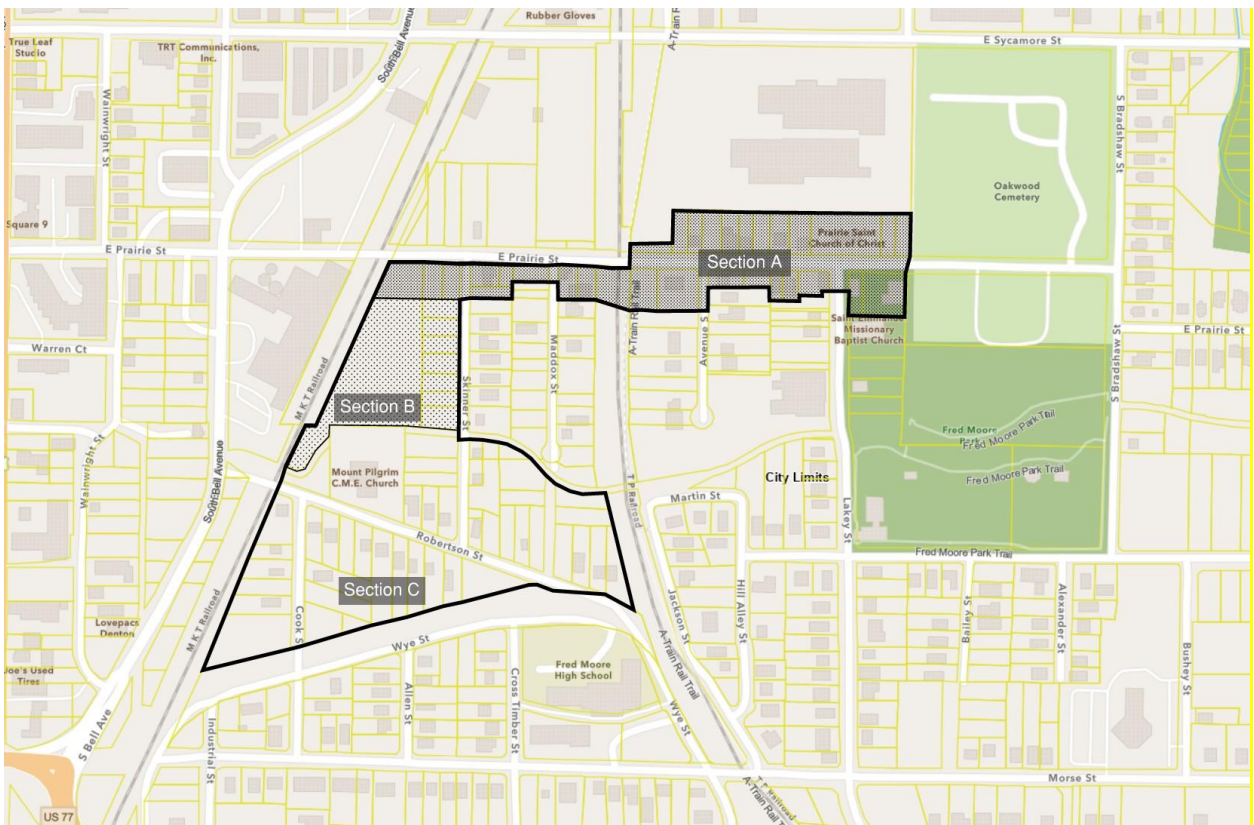 Rubber Gloves
True Leaf
Studio
TRT Communications,
Inc.
South Bell Avenue
A-Train R
E Sycamore St
Wainwright St
S Bradshaw St
Oakwood
Cemetery
Square 9
E Prairie St
E Prairie St
Prairie Saint
Church of Christ
Section A
A-Train Rail Trail
Avenue S
Missionary
Baptist Church
S Bradshaw St
E Prairie St
Warren Ct
M K T Railroad
Maddox St
Skinner St
Section B
Fred Moore
Park
Fred Moore Park Trail
Fred Moore Park Trail
Wainwright St
South Bell Avenue
Mount Pilgrim
C.M.E. Church
City Limits
T P Railroad
Martin St
Lakey St
Robertson St
Fred Moore Park Trail
Section C
M K T Railroad
Cook S
Jackson St
Hill Alley St
Bailey St
Alexander St
Lovepacs
Denton
Wye St
Joe's Used
Tires
Fred Moore
High School
A-Train Rail Trail
Bushey St
Allen St
Cross Timber St
Wye St
S Bell Ave
Industrial St
Morse St
T P Railroad
A-Train Rail T
US 77